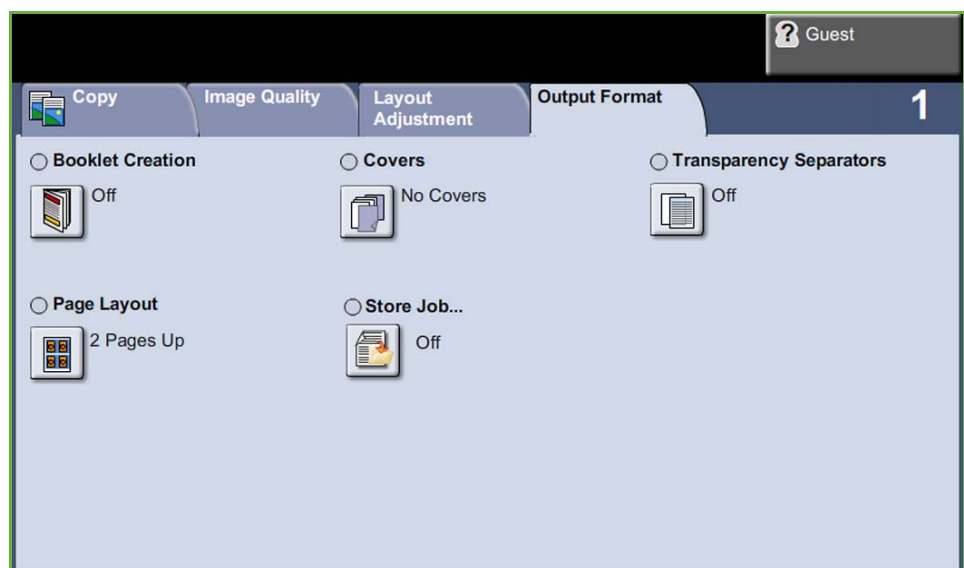 Guest
Copy
Image Quality
Layout
Adjustment
Output Format
1
Booklet Creation
Off
Covers
No Covers
Transparency Separators
Off
Page Layout
2 Pages Up
Store Job...
Off